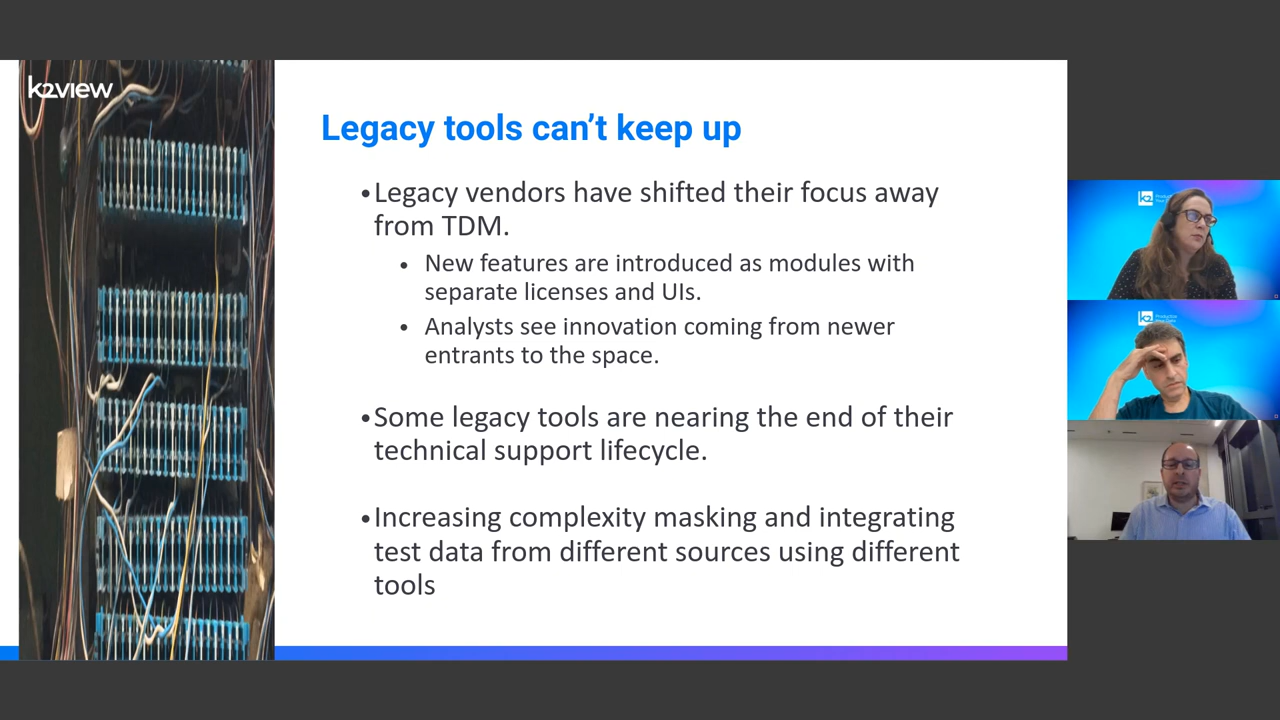 k2view
Legacy tools can’t keep up
•Legacy vendors have shifted their focus away
from TDM.
• New features are introduced as modules with
separate licenses and UIs.
• Analysts see innovation coming from newer
entrants to the space.
•Some legacy tools are nearing the end of their
technical support lifecycle.
•Increasing complexity masking and integrating
test data from different sources using different
tools
K2
K2